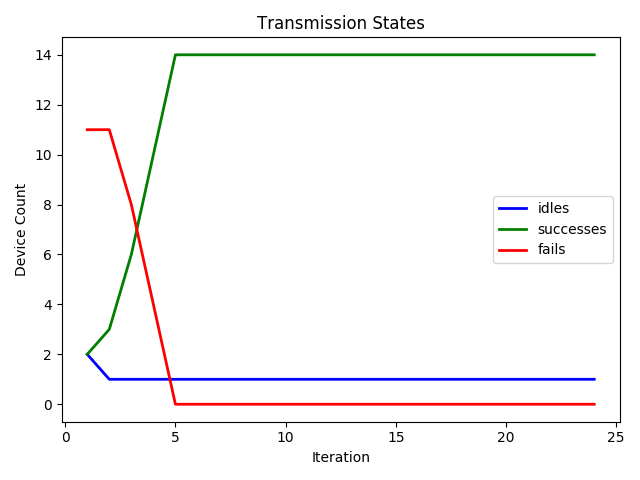 Transmission States
Device Count
14
12
10
8
6
4
2
0
idles
successes
fails
0 5 10 15 20 25
Iteration